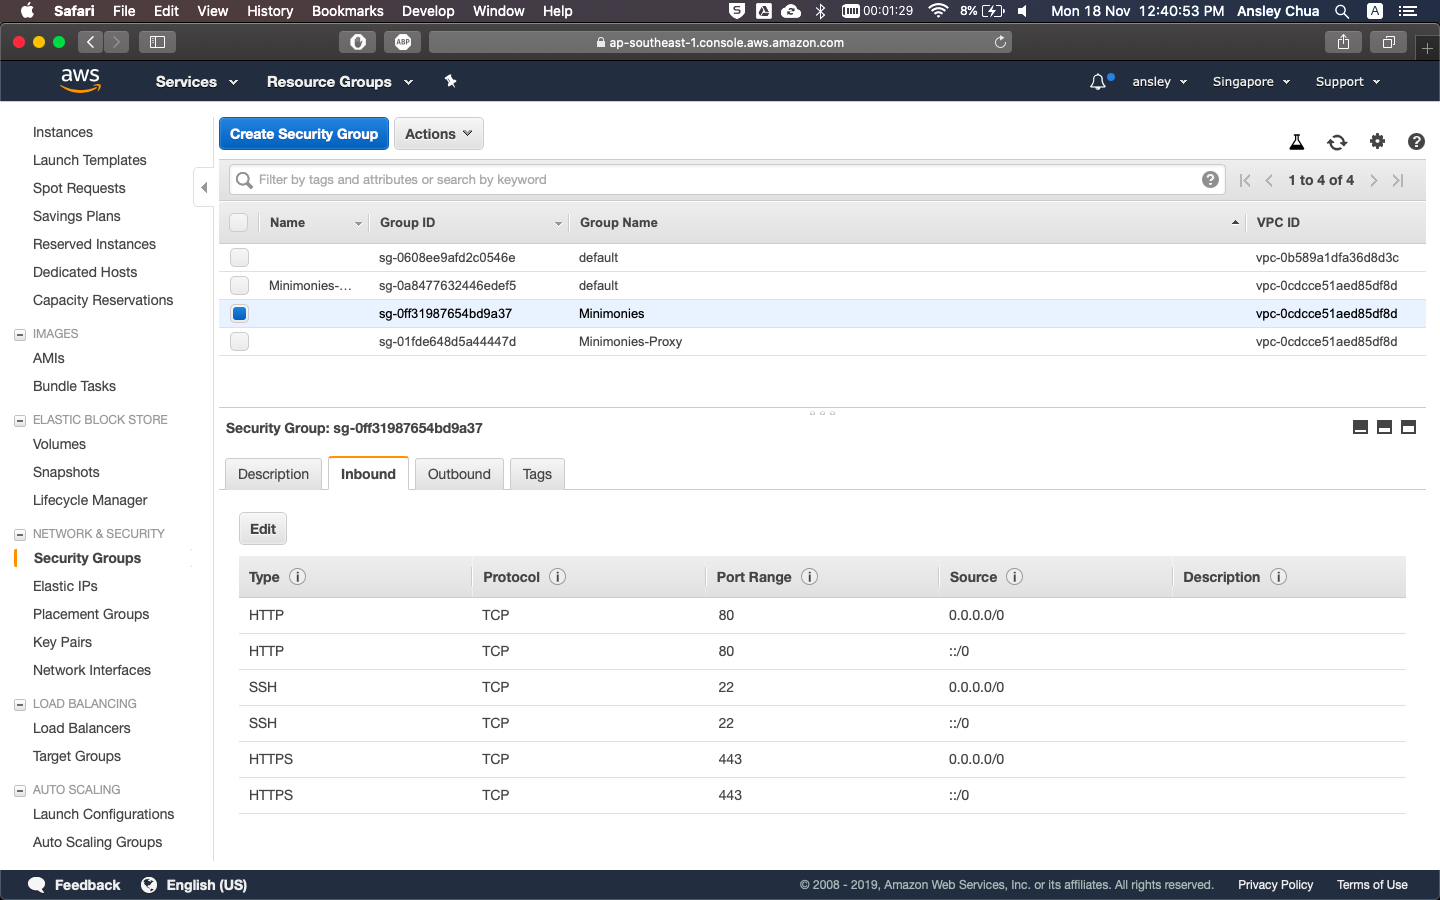 Safari File Edit View History Bookmarks Develop Window Help 00:01:29 8% Mon 18 Nov 12:40:53 PM Ansley Chua A
ABP ap-southeast-1.console.aws.amazon.com
aws Services Resource Groups ansley Singapore Support
Instances
Launch Templates
Spot Requests
Savings Plans
Reserved Instances
Dedicated Hosts
Capacity Reservations
IMAGES
AMIs
Bundle Tasks
ELASTIC BLOCK STORE
Volumes
Snapshots
Lifecycle Manager
NETWORK & SECURITY
Security Groups
Elastic IPs
Placement Groups
Key Pairs
Network Interfaces
LOAD BALANCING
Load Balancers
Target Groups
AUTO SCALING
Launch Configurations
Auto Scaling Groups
Create Security Group Actions
Filter by tags and attributes or search by keyword 1 to 4 of 4
Name Group ID Group Name VPC ID
sg-0608ee9afd2c0546e default vpc-0b589a1dfa36d8d3c
Minimonies-... sg-0a8477632446edef5 default vpc-0cdcce51aed85df8d
sg-0ff31987654bd9a37 Minimonies vpc-0cdcce51aed85df8d
sg-01fde648d5a44447d Minimonies-Proxy vpc-0cdcce51aed85df8d
Security Group: sg-0ff31987654bd9a37
Description Inbound Outbound Tags
Edit
Type Protocol Port Range Source Description
HTTP TCP 80 0.0.0.0/0
HTTP TCP 80 ::/0
SSH TCP 22 0.0.0.0/0
SSH TCP 22 ::/0
HTTPS TCP 443 0.0.0.0/0
HTTPS TCP 443 ::/0
Feedback English (US) © 2008 - 2019, Amazon Web Services, Inc. or its affiliates. All rights reserved. Privacy Policy Terms of Use